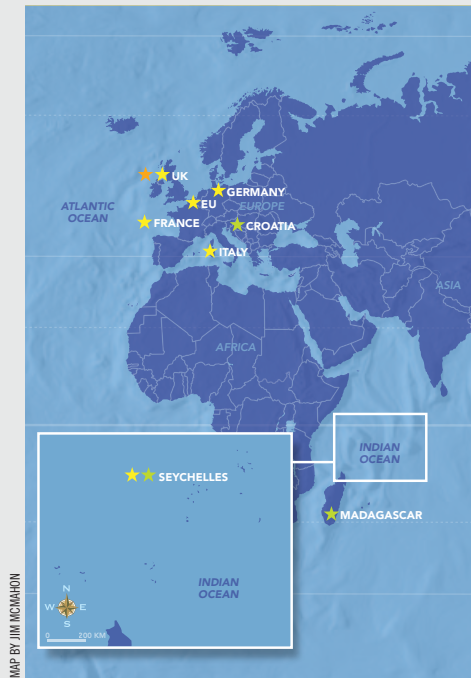 UK
GERMANY
EU
EUROPE
ATLANTIC
OCEAN
FRANCE
CROATIA
ITALY
ASIA
AFRICA
INDIAN
OCEAN
SEYCHELLES
MADAGASCAR
INDIAN
OCEAN
N
W E
S
0 200 KM
MAP BY JIM MCMAHON